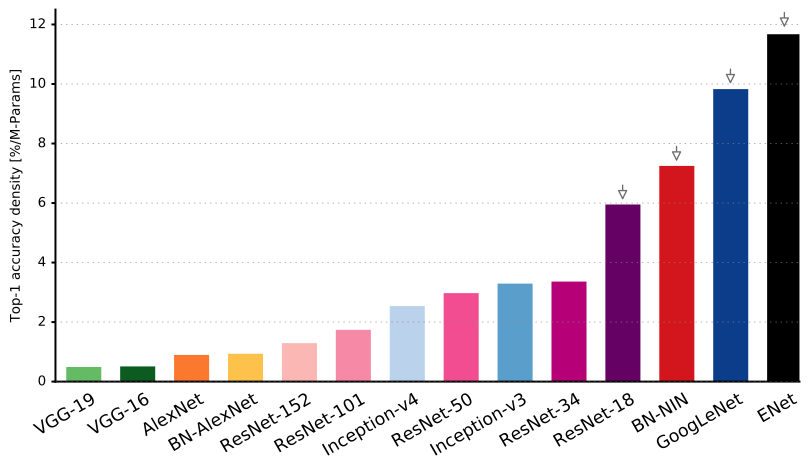 Top-1 accuracy density [%/M-Params]
12
10
8
6
4
2
0
VGG-19
VGG-16
AlexNet
BN-AlexNet
ResNet-152
ResNet-101
Inception-v4
ResNet-50
Inception-v3
ResNet-34
ResNet-18
BN-NIN
GoogLeNet
ENet